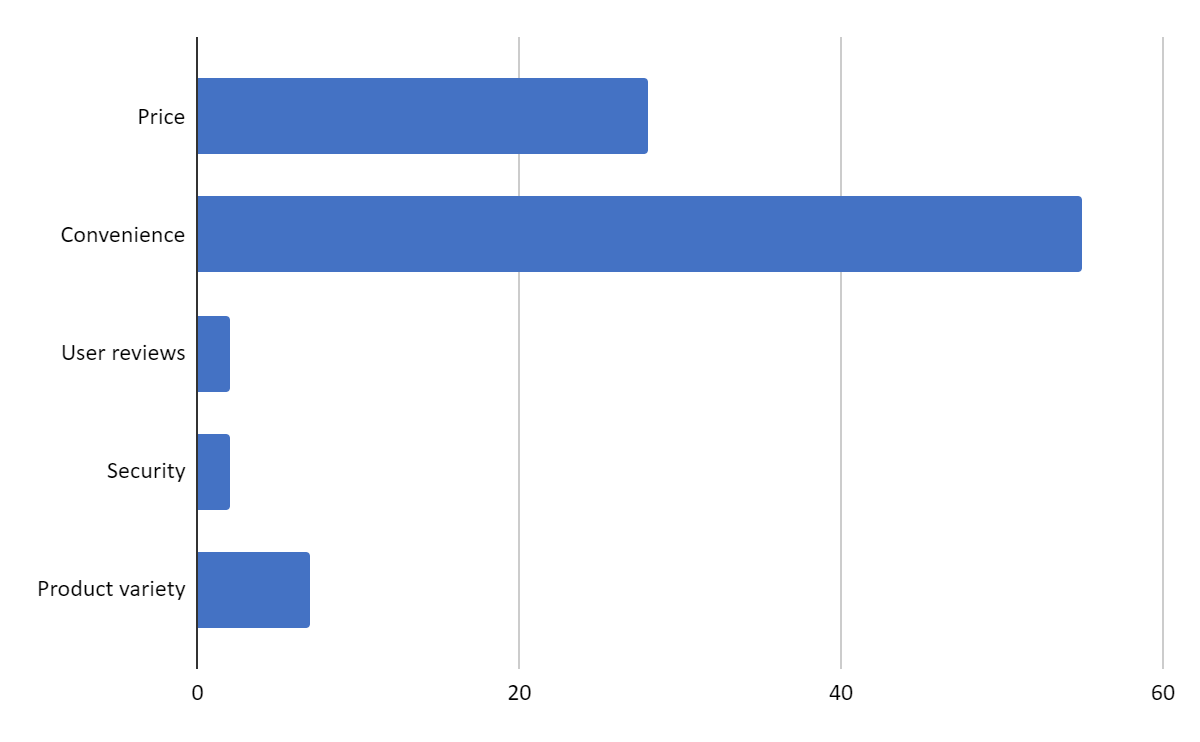 Price
Convenience
User reviews
Security
Product variety
0 20 40 60